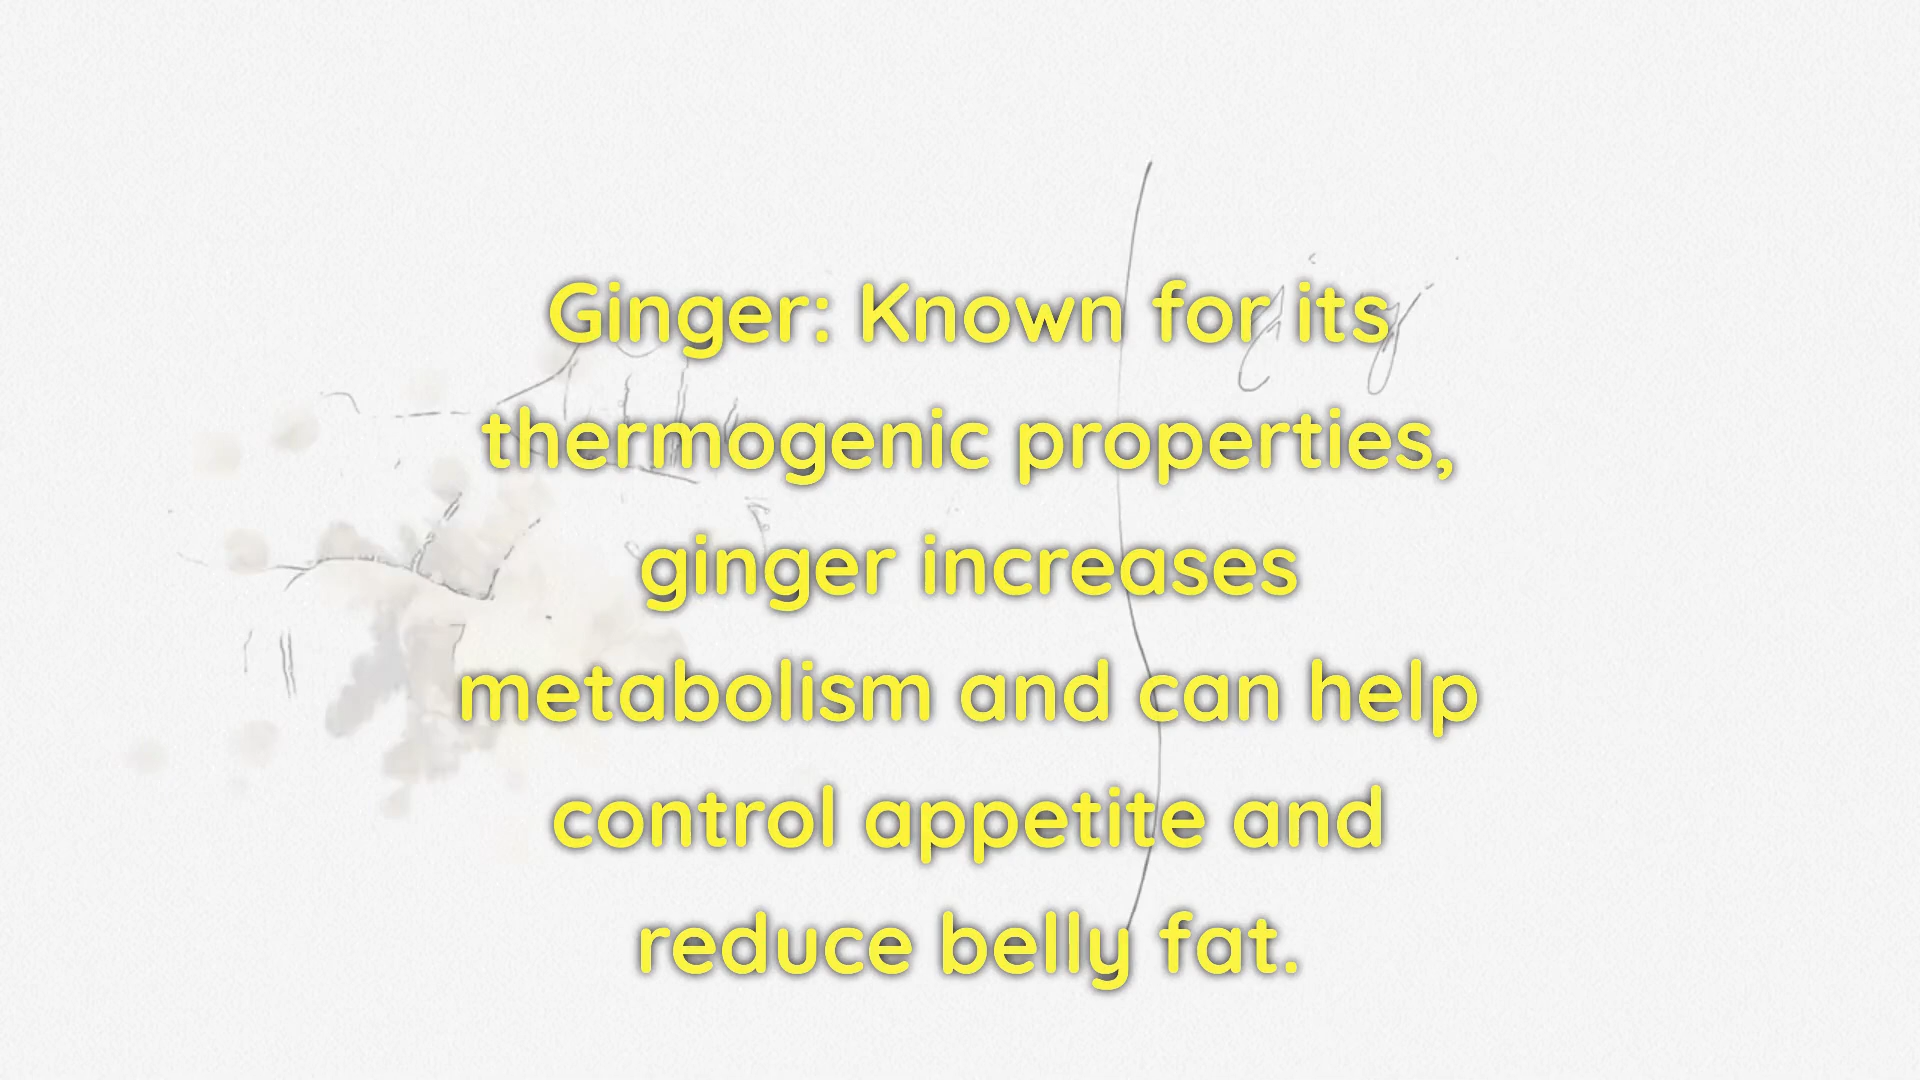 Ginger: Known for its
thermogenic properties,
ginger increases
metabolism and can help
control appetite and
reduce belly fat.